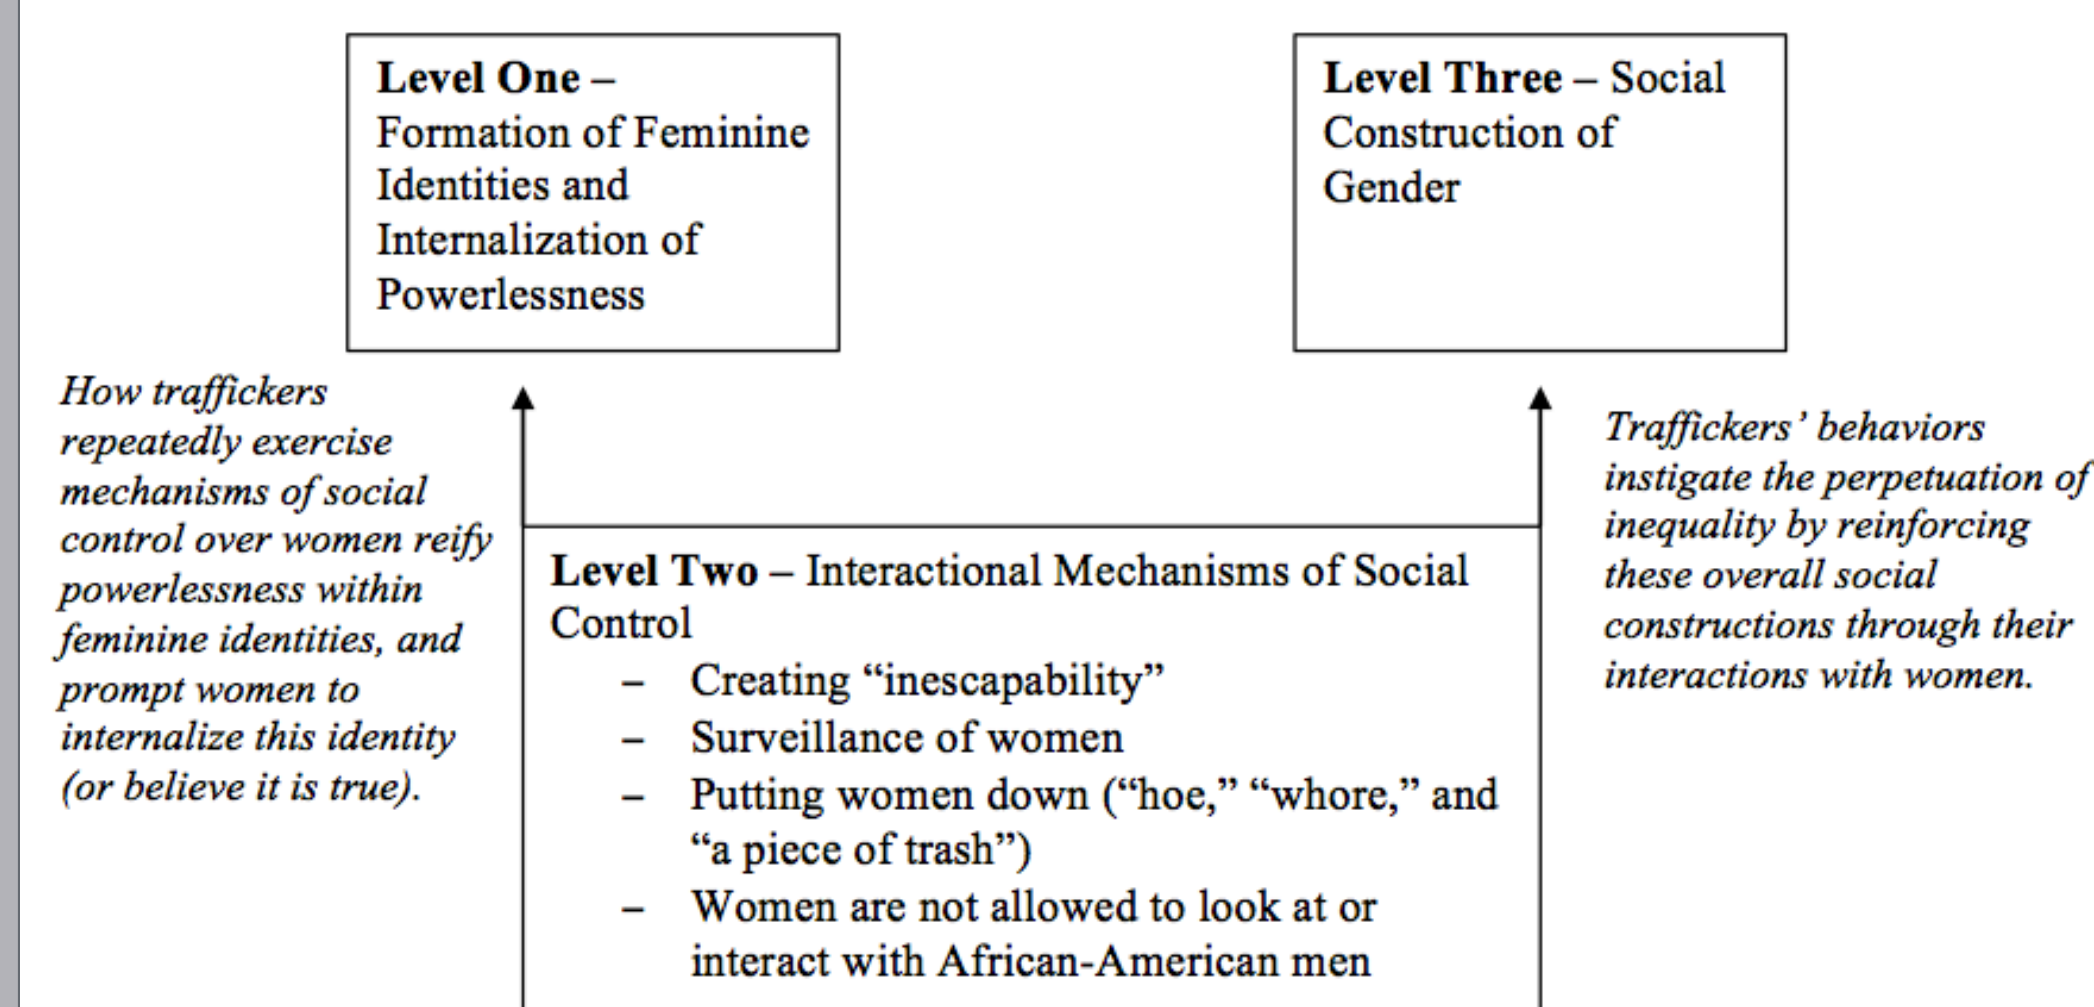 Level One –
Formation of Feminine
Identities and
Internalization of
Powerlessness
Level Three – Social
Construction of
Gender
How traffickers
repeatedly exercise
mechanisms of social
control over women reify
powerlessness within
feminine identities, and
prompt women to
internalize this identity
(or believe it is true).
Traffickers’ behaviors
instigate the perpetuation of
inequality by reinforcing
these overall social
constructions through their
interactions with women.
Level Two – Interactional Mechanisms of Social
Control
– Creating “inescapability”
– Surveillance of women
– Putting women down (“hoe,” “whore,” and
“a piece of trash”)
– Women are not allowed to look at or
interact with African-American men